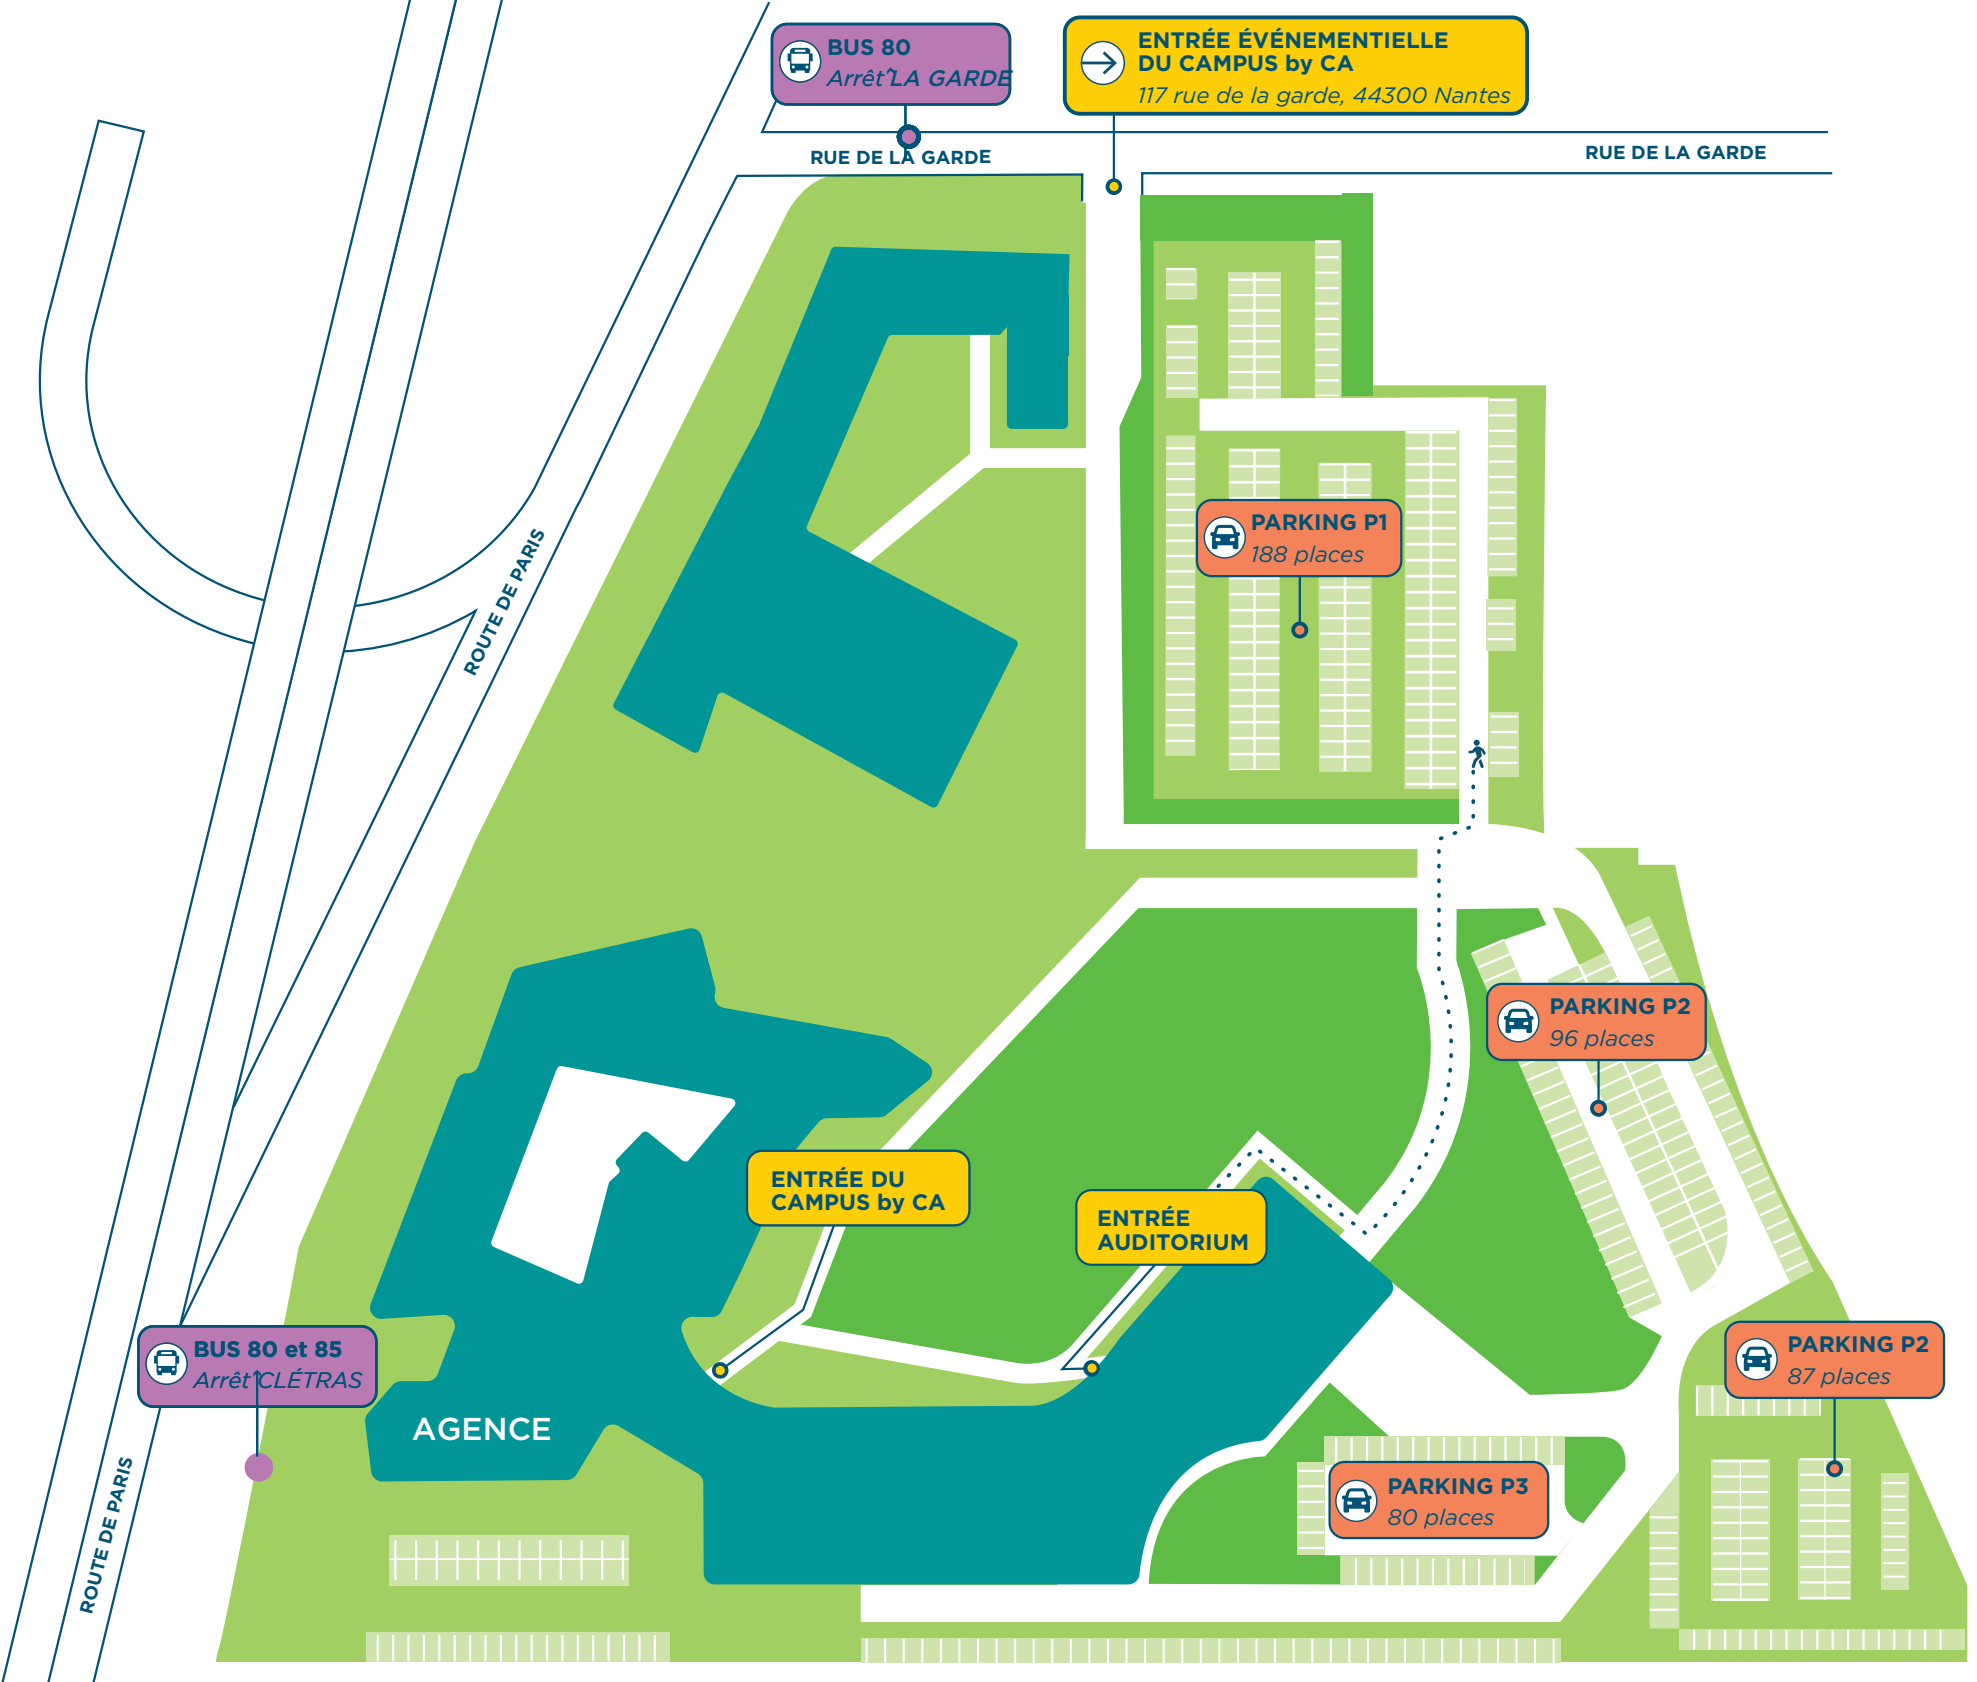 BUS 80
Arrêt LA GARDE
ENTRÉE ÉVÉNEMENTIELLE
DU CAMPUS by CA
117 rue de la garde, 44300 Nantes
RUE DE LA GARDE
RUE DE LA GARDE
ROUTE DE PARIS
PARKING P1
188 places
PARKING P2
96 places
ENTRÉE DU
CAMPUS by CA
ENTRÉE
AUDITORIUM
BUS 80 et 85
Arrêt CLÉTRAS
PARKING P2
87 places
AGENCE
PARKING P3
80 places
ROUTE DE PARIS